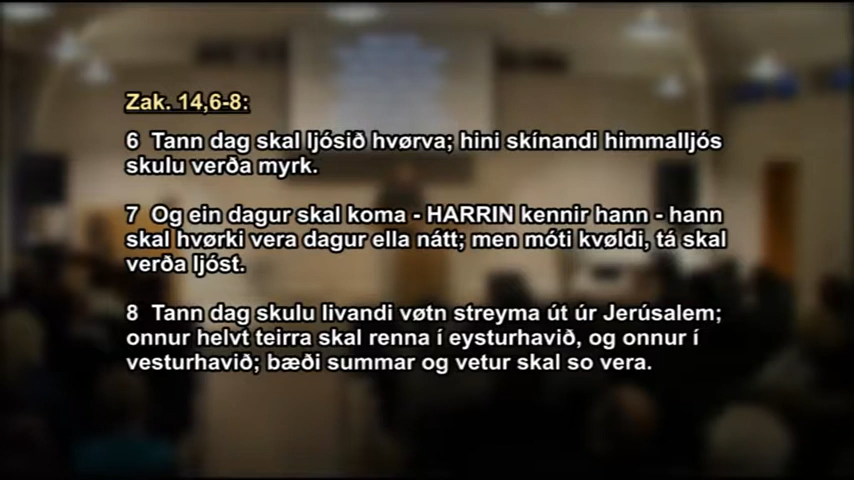 Zak. 14,6-8:
6 Tann dag skal ljósið hvørva; hini skínandi himmalljós
skulu verða myrk.
7 Og ein dagur skal koma - HARRIN kennir hann - hann
skal hvørki vera dagur ella nátt; men móti kvøldi, tá skal
verða ljóst.
8 Tann dag skulu livandi vøtn streyma út úr Jerúsalem;
onnur helvt teirra skal renna í eysturhavið, og onnur í
vesturhavið; bæði summar og vetur skal so vera.